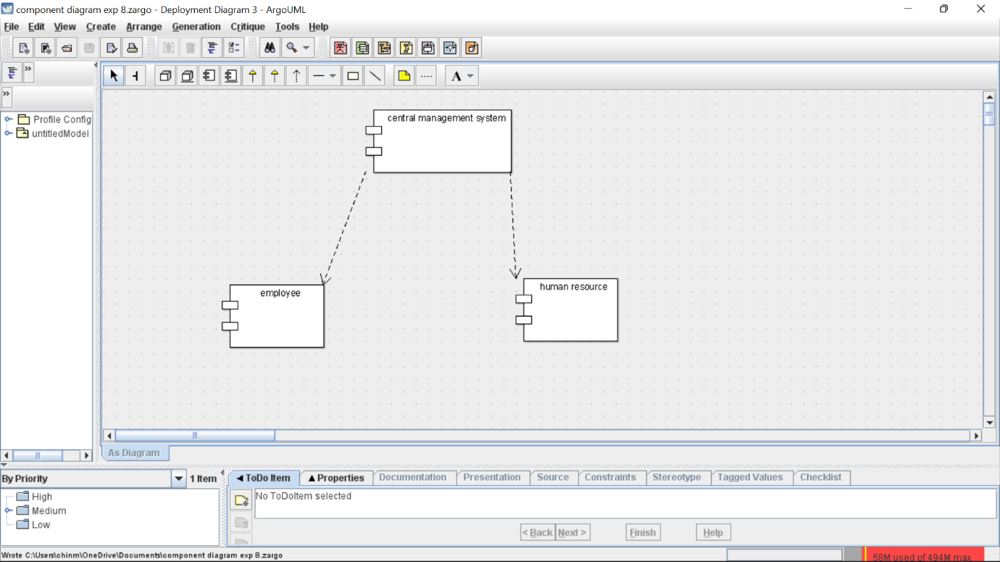 component diagram exp 8.zargo - Deployment Diagram 3 - ArgoUML
File Edit View Create Arrange Generation Critique Tools Help
A
»
»
Profile Config
untitledModel
central management system
employee
human resource
As Diagram
By Priority
1 Item
High
Medium
Low
ToDo Item Properties Documentation Presentation Source Constraints Stereotype Tagged Values Checklist
No ToDoItem selected
< Back Next > Finish Help
Wrote C:\Users\chinm\OneDrive\Documents\component diagram exp 8.zargo
58M used of 494M max